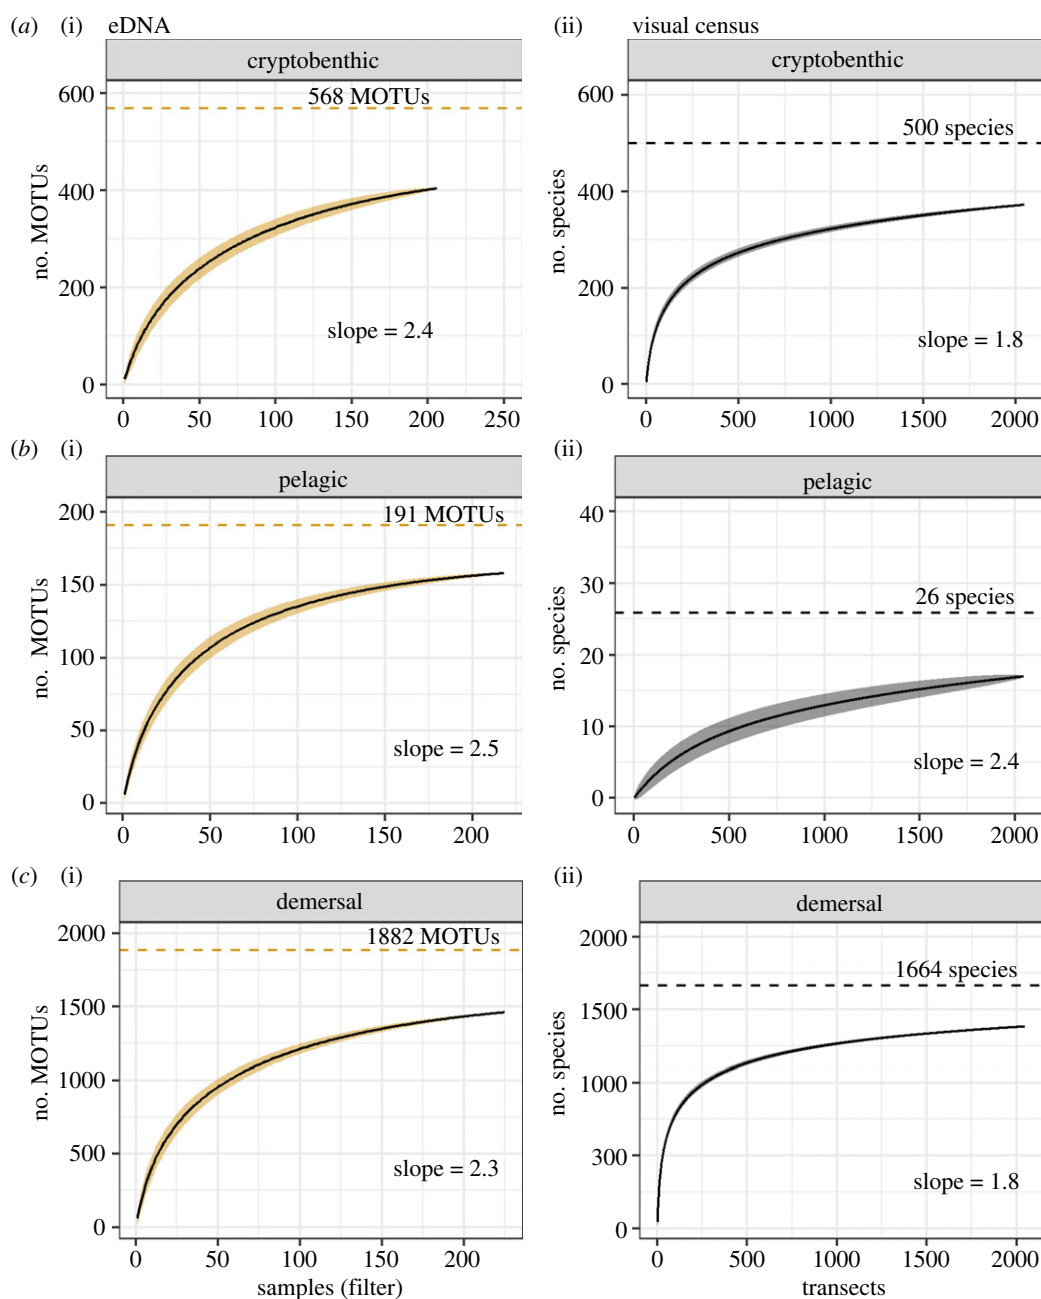 (a) (i) eDNA (ii) visual census
cryptobenthic
600
568 MOTUs
400
200
0
no. MOTUs
slope = 2.4
0 50 100 150 200 250
cryptobenthic
600
500 species
400
200
0
no. species
slope = 1.8
0 500 1000 1500 2000
(b) (i) (ii)
pelagic
200
191 MOTUs
150
100
50
0
no. MOTUs
slope = 2.5
0 50 100 150 200
pelagic
40
30
26 species
20
10
0
no. species
slope = 2.4
0 500 1000 1500 2000
(c) (i) (ii)
demersal
2000
1882 MOTUs
1500
1000
500
0
no. MOTUs
slope = 2.3
0 50 100 150 200
samples (filter)
demersal
2000
1664 species
1500
1000
300
0
no. species
slope = 1.8
0 500 1000 1500 2000
transects